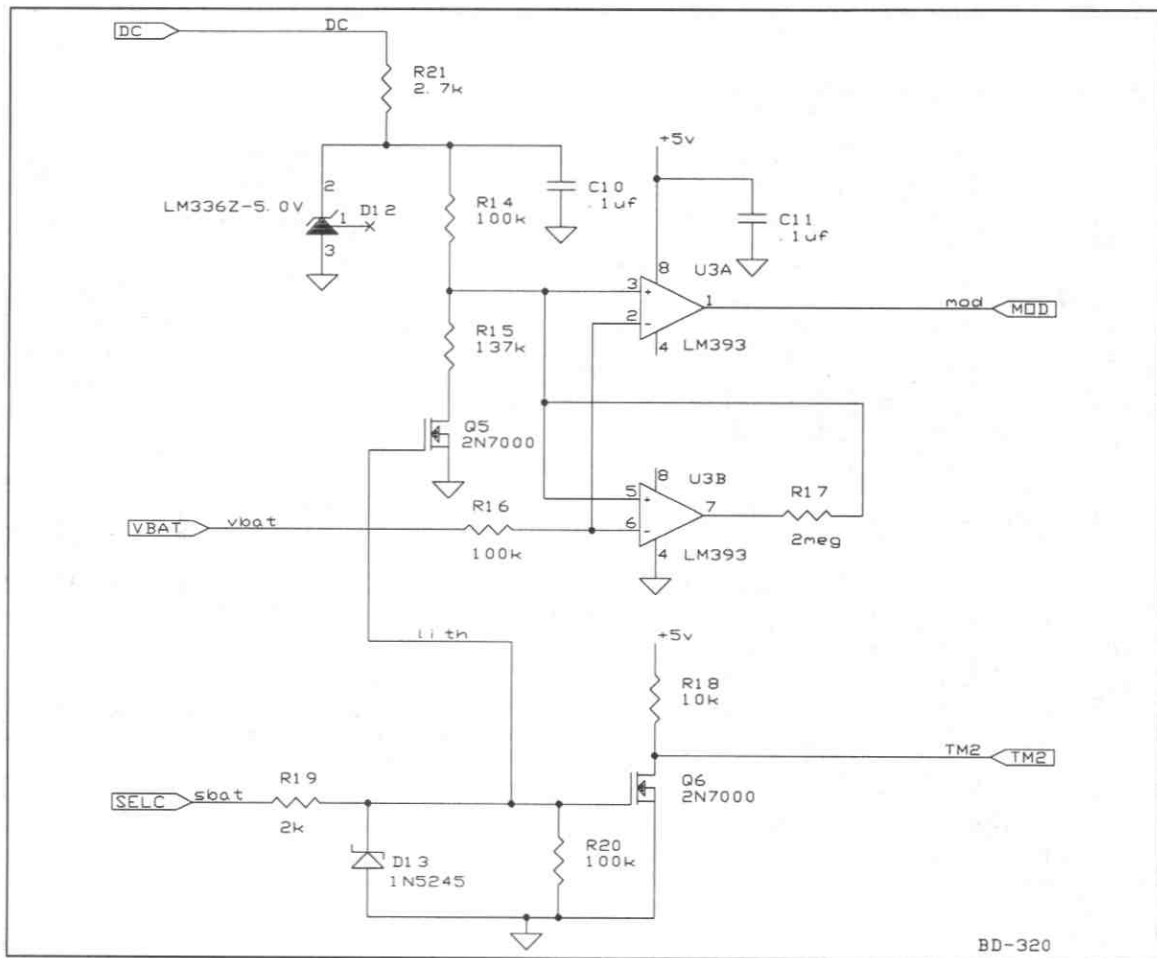 DC DC
R21
2.7k
+5v
2
LM336Z-5.0V 1 D12
3
R14
100k
C10
.1uf
C11
.1uf
8
U3A
3 +
2 -
1
mod MOD
4 LM393
R15
137k
Q5
2N7000
8 U3B
5 +
6 -
7
R17
2meg
4 LM393
VBAT vbat
R16
100k
lith
+5v
R18
10k
TM2 TM2
Q6
2N7000
SELC sbat
R19
2k
R20
100k
D13
1N5245
BD-320